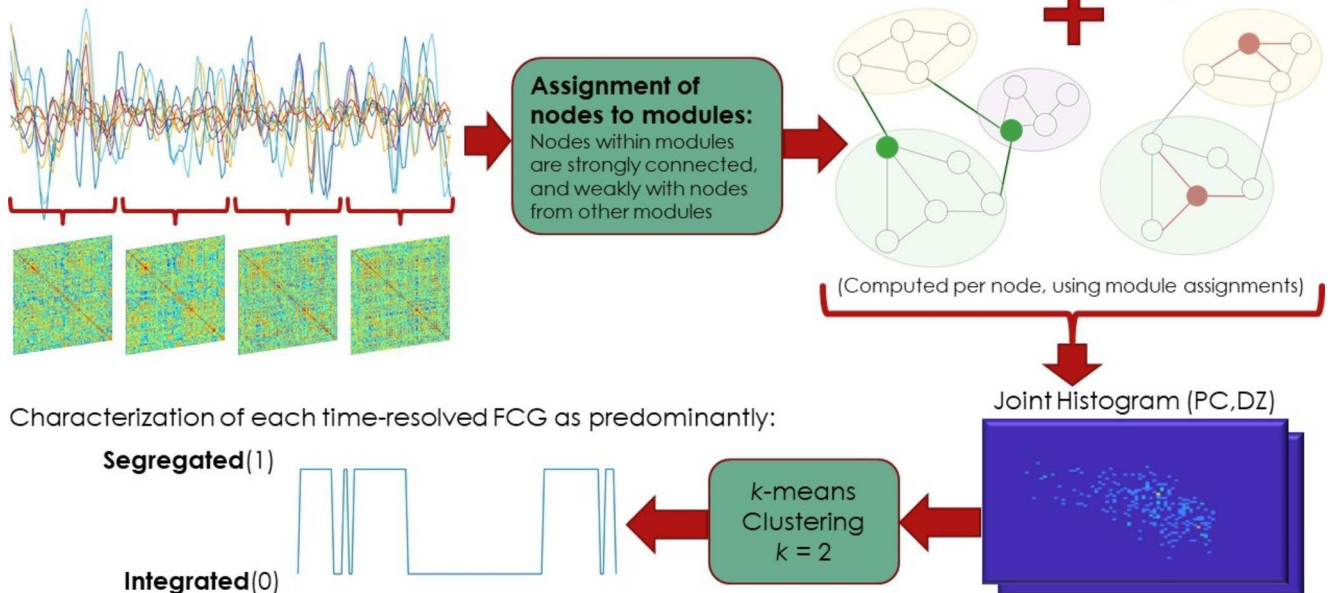 Assignment of
nodes to modules:
Nodes within modules
are strongly connected,
and weakly with nodes
from other modules
(Computed per node, using module assignments)
Joint Histogram (PC,DZ)
Characterization of each time-resolved FCG as predominantly:
Segregated(1)
Integrated(0)
k-means
Clustering
k = 2